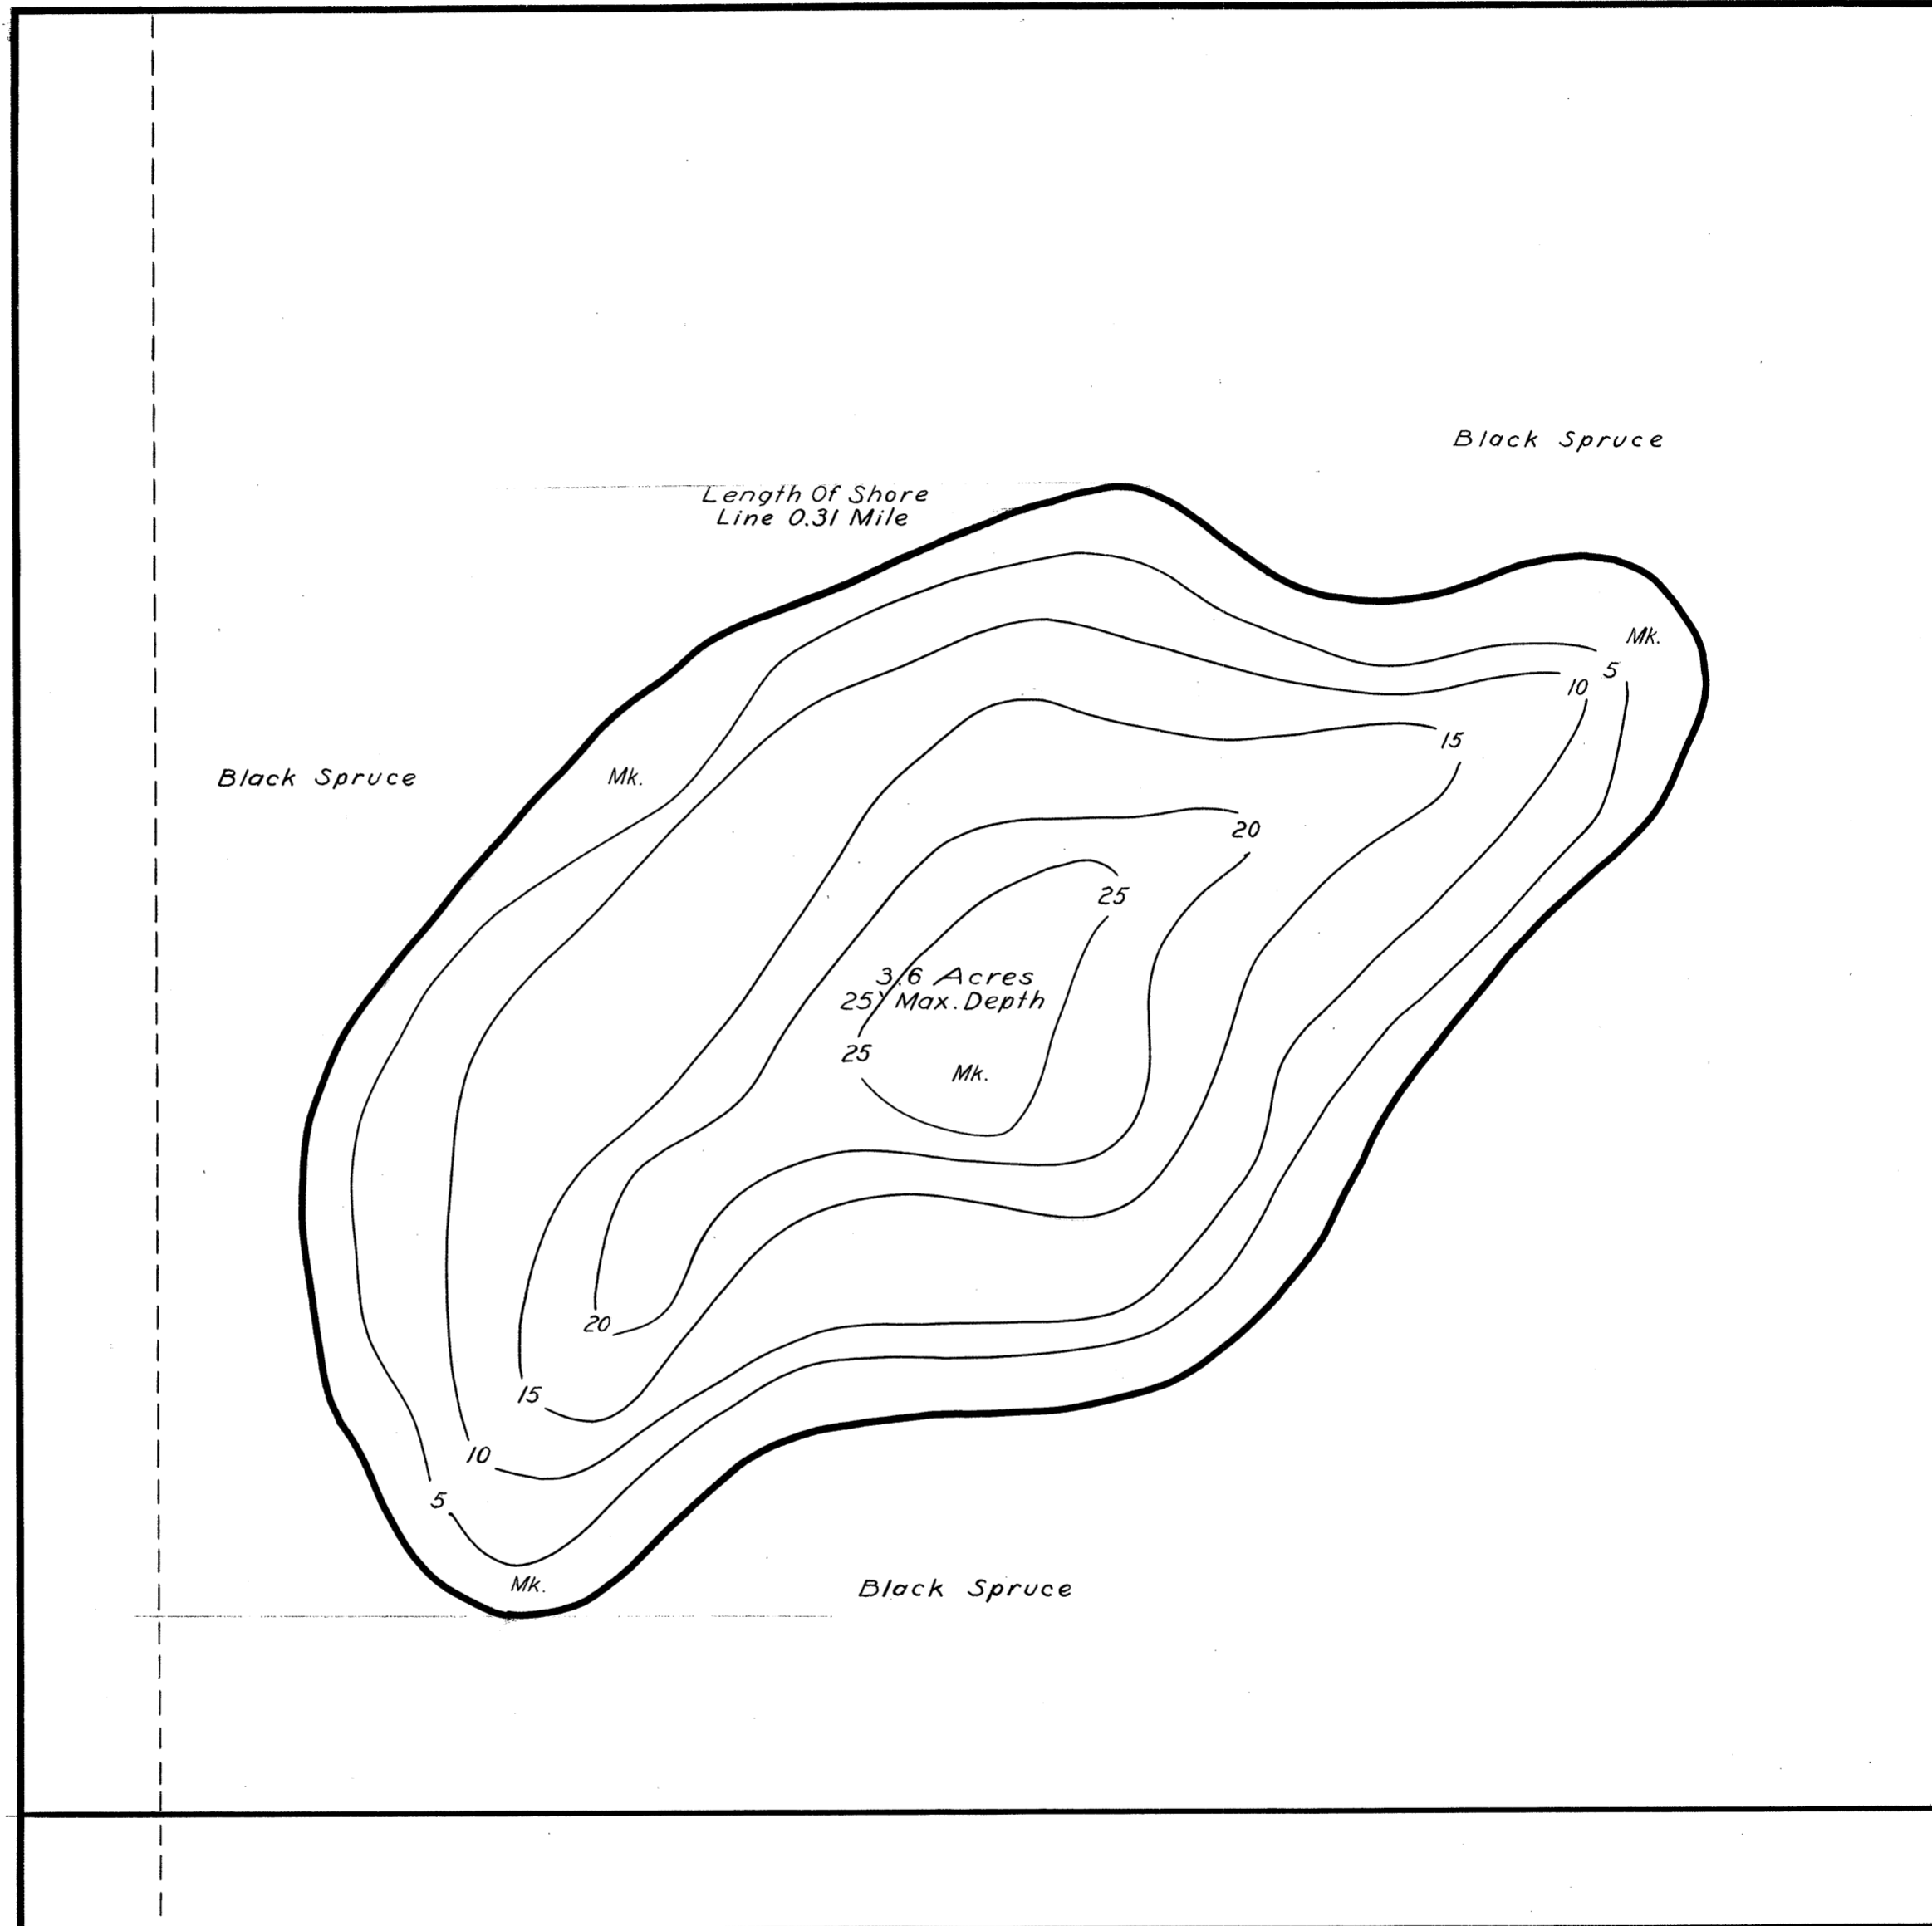 Black Spruce
Length Of Shore
Line 0.31 Mile
Mk.
5
10
15
Black Spruce
Mk.
20
25
3.6 Acres
25' Max. Depth
25
Mk.
20
15
10
5
Mk.
Black Spruce